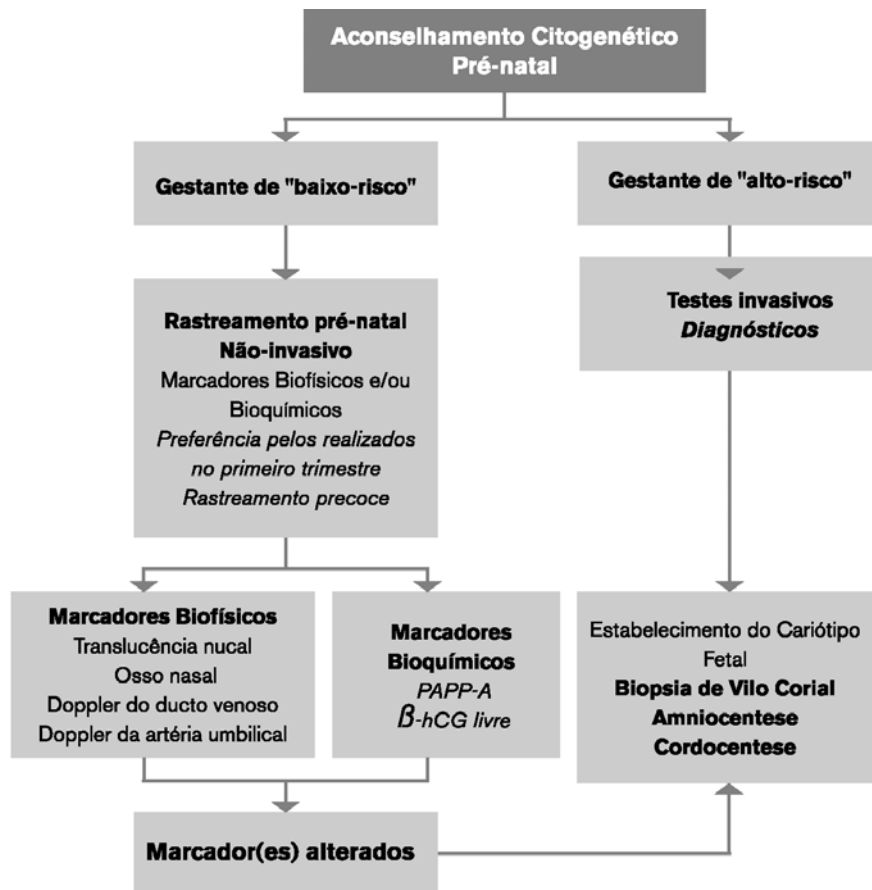 Aconselhamento Citogenético
Pré-natal
Gestante de "baixo-risco"
Gestante de "alto-risco"
Rastreamento pré-natal
Não-invasivo
Marcadores Biofísicos e/ou
Bioquímicos
Preferência pelos realizados
no primeiro trimestre
Rastreamento precoce
Testes invasivos
Diagnósticos
Marcadores Biofísicos
Translucência nucal
Osso nasal
Doppler do ducto venoso
Doppler da artéria umbilical
Marcadores
Bioquímicos
PAPP-A
β-hCG livre
Estabelecimento do Cariótipo
Fetal
Biopsia de Vilo Corial
Amniocentese
Cordocentese
Marcador(es) alterados